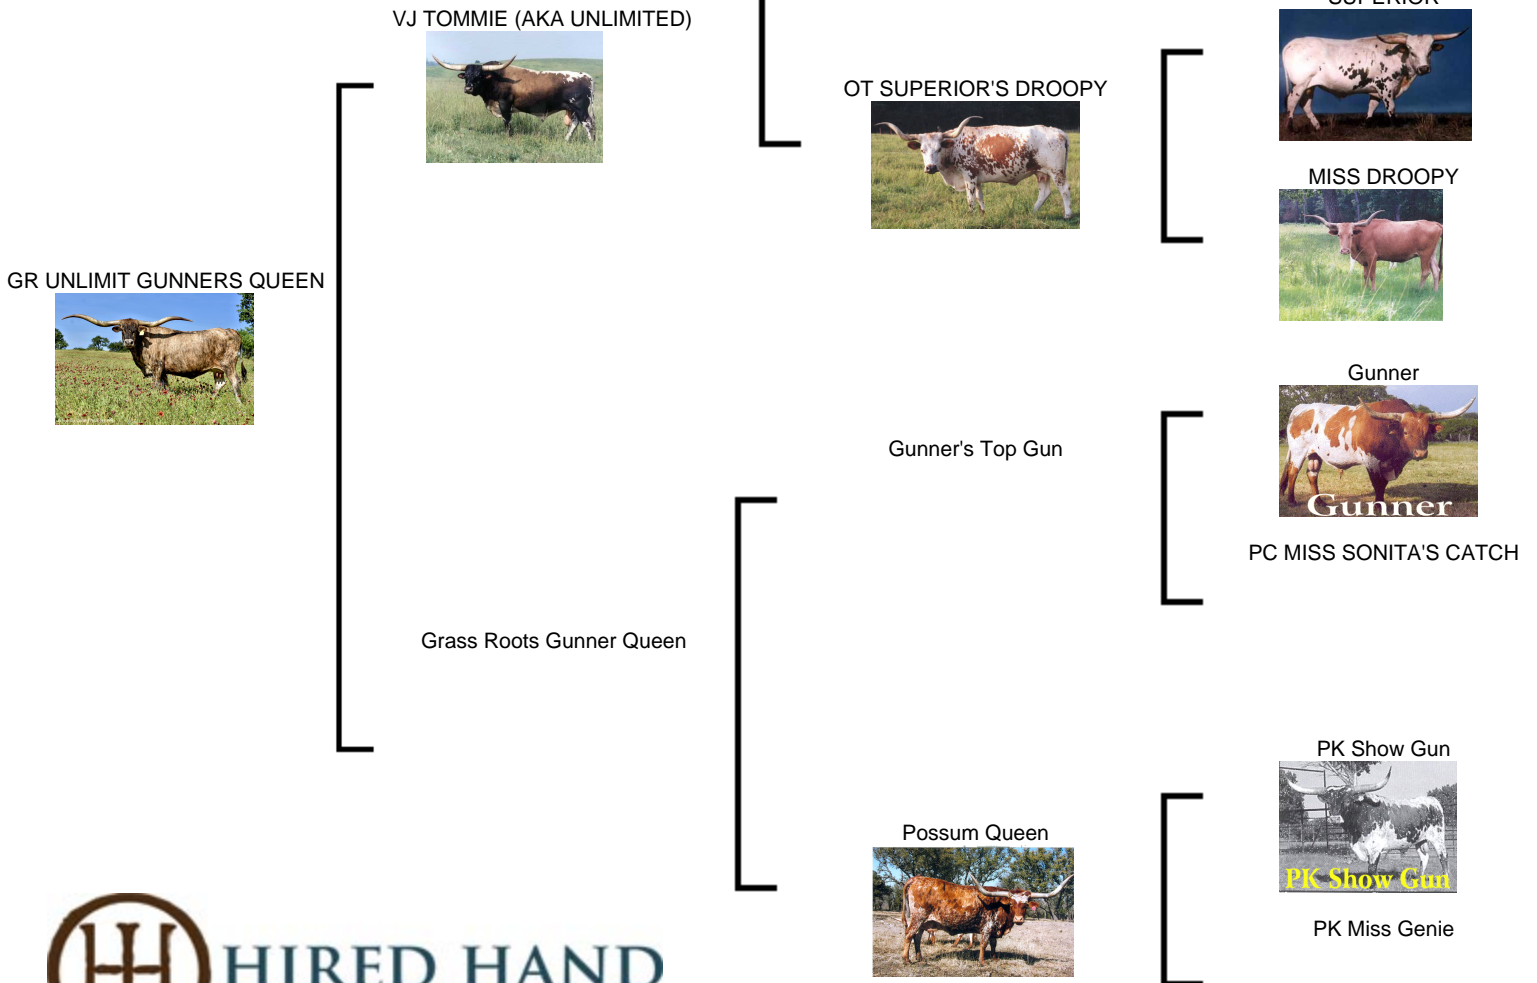 SUPERIOR
VJ TOMMIE (AKA UNLIMITED)
OT SUPERIOR'S DROOPY
MISS DROOPY
GR UNLIMIT GUNNERS QUEEN
Gunner
Gunner
Gunner's Top Gun
PC MISS SONITA'S CATCH
Grass Roots Gunner Queen
PK Show Gun
PK Show Gun
Possum Queen
PK Miss Genie
HIRED HAND